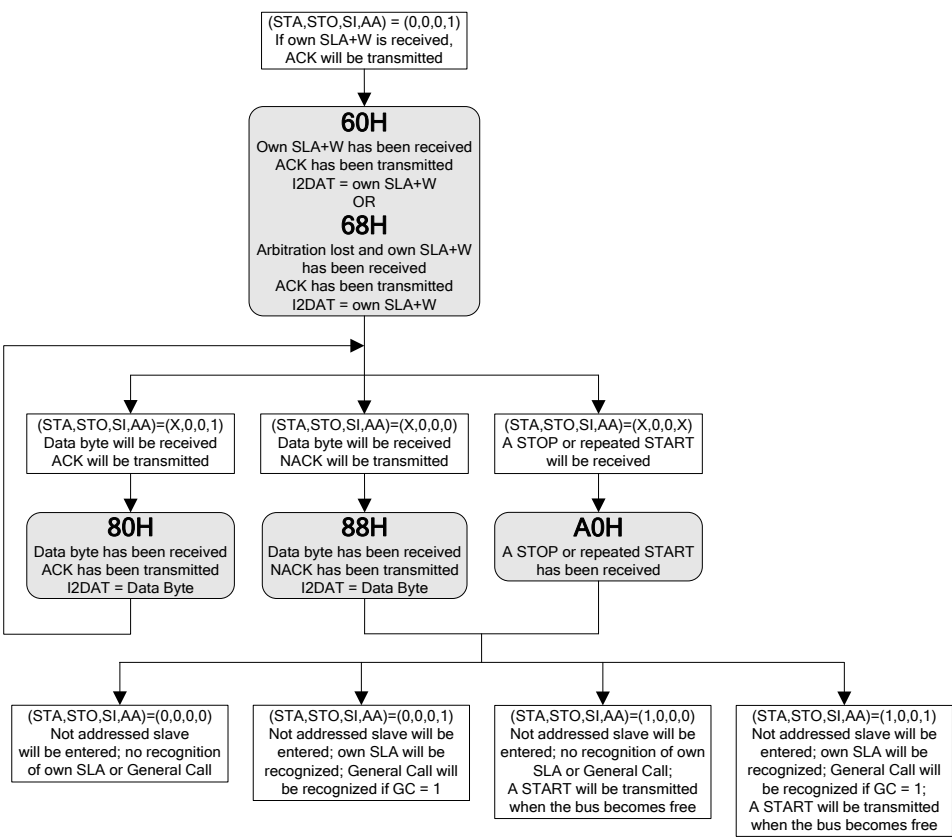 (STA,STO,SI,AA) = (0,0,0,1)
If own SLA+W is received,
ACK will be transmitted
60H
Own SLA+W has been received
ACK has been transmitted
I2DAT = own SLA+W
OR
68H
Arbitration lost and own SLA+W
has been received
ACK has been transmitted
I2DAT = own SLA+W
(STA,STO,SI,AA)=(X,0,0,1)
Data byte will be received
ACK will be transmitted
(STA,STO,SI,AA)=(X,0,0,0)
Data byte will be received
NACK will be transmitted
(STA,STO,SI,AA)=(X,0,0,X)
A STOP or repeated START
will be received
80H
Data byte has been received
ACK has been transmitted
I2DAT = Data Byte
88H
Data byte has been received
NACK has been transmitted
I2DAT = Data Byte
A0H
A STOP or repeated START
has been received
(STA,STO,SI,AA)=(0,0,0,0)
Not addressed slave
will be entered; no recognition
of own SLA or General Call
(STA,STO,SI,AA)=(0,0,0,1)
Not addressed slave will be
entered; own SLA will be
recognized; General Call will
be recognized if GC = 1
(STA,STO,SI,AA)=(1,0,0,0)
Not addressed slave will be
entered; no recognition of own
SLA or General Call;
A START will be transmitted
when the bus becomes free
(STA,STO,SI,AA)=(1,0,0,1)
Not addressed slave will be
entered; own SLA will be
recognized; General Call will
be recognized if GC = 1;
A START will be transmitted
when the bus becomes free